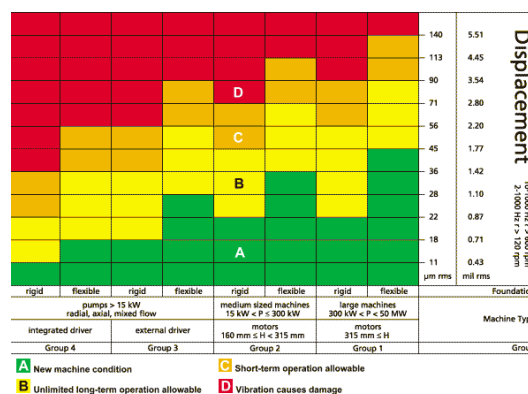 140 5.51
113 4.45
D 90 3.54
71 2.80
C 56 2.20
45 1.77
B 36 1.42
28 1.10
22 0.87
A 18 0.71
11 0.43
µm rms mil rms
Displacement
2-1000 Hz r > 120 rpm
rigid flexible rigid flexible rigid flexible rigid flexible Foundati
pumps > 15 kW medium sized machines large machines Machine Typ
radial, axial, mixed flow 15 kW < P ≤ 300 kW 300 kW < P < 50 MW
integrated driver external driver motors motors
160 mm ≤ H < 315 mm 315 mm ≤ H
Group 4 Group 3 Group 2 Group 1 Grou
A New machine condition C Short-term operation allowable
B Unlimited long-term operation allowable D Vibration causes damage